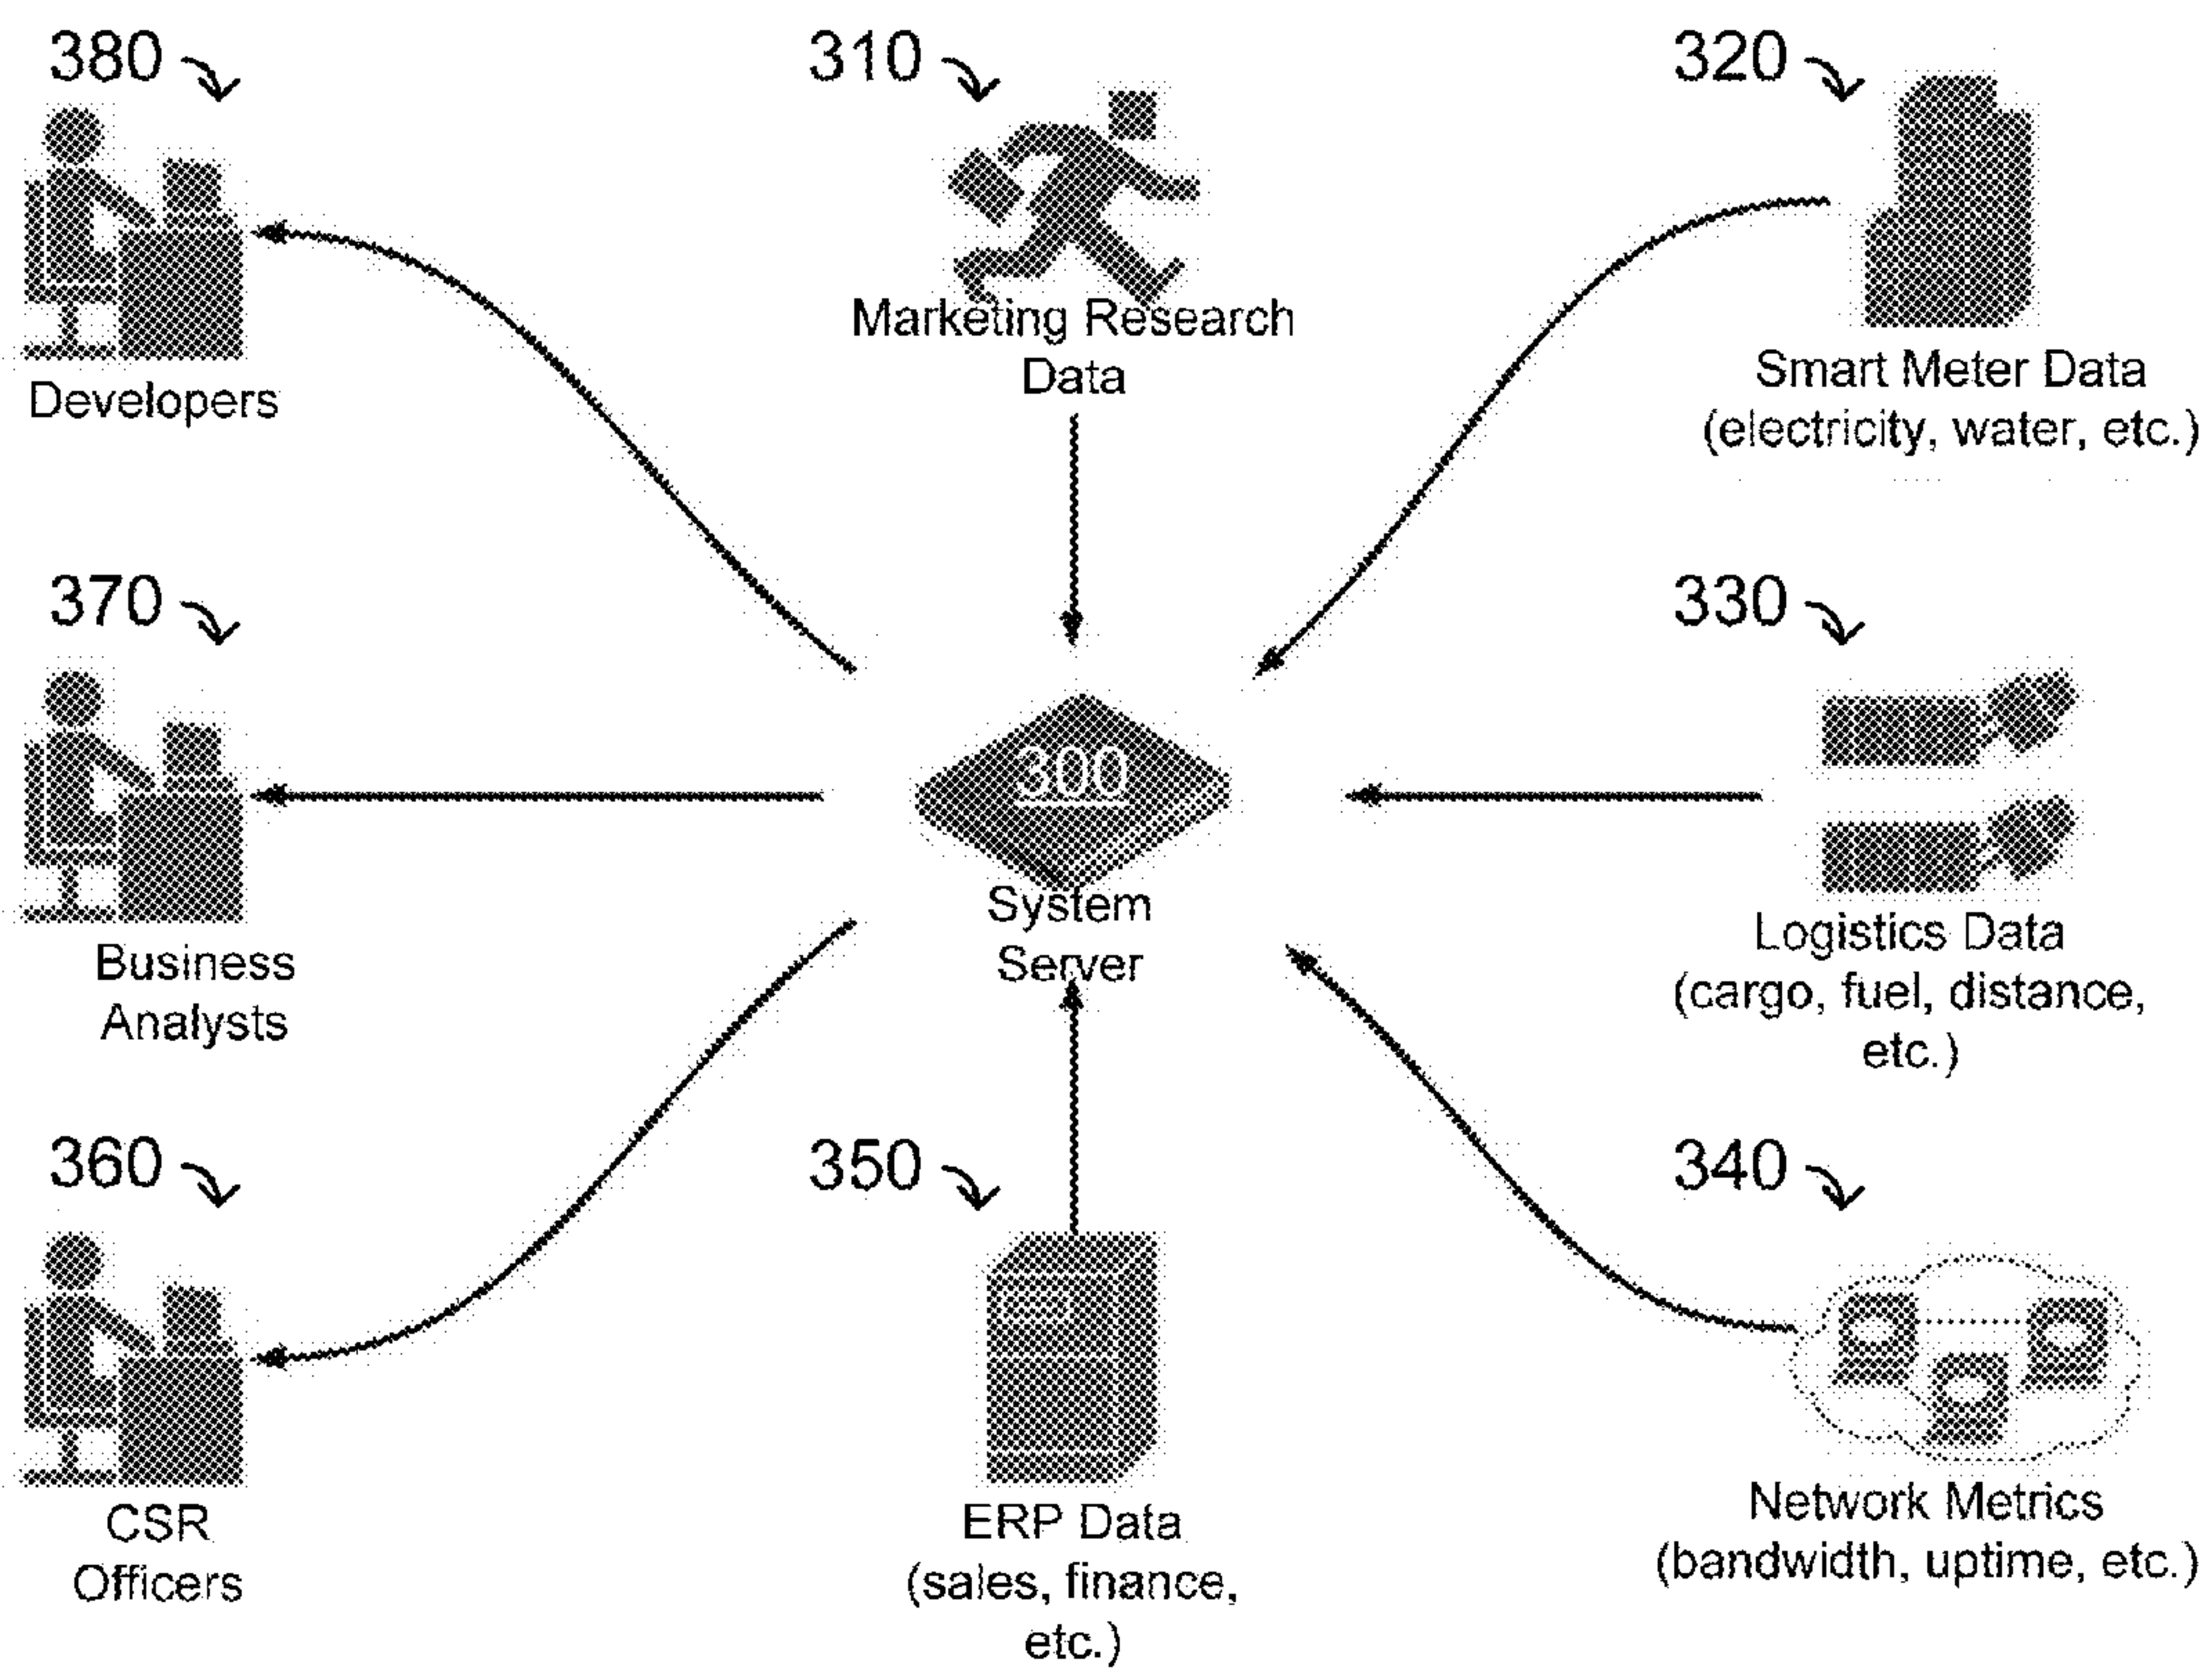 380
310
320
Marketing Research
Data
Smart Meter Data
(electricity, water, etc.)
Developers
370
330
300
System
Server
Business
Analysts
Logistics Data
(cargo, fuel, distance,
etc.)
360
350
340
CSR
Officers
ERP Data
(sales, finance,
etc.)
Network Metrics
(bandwidth, uptime, etc.)